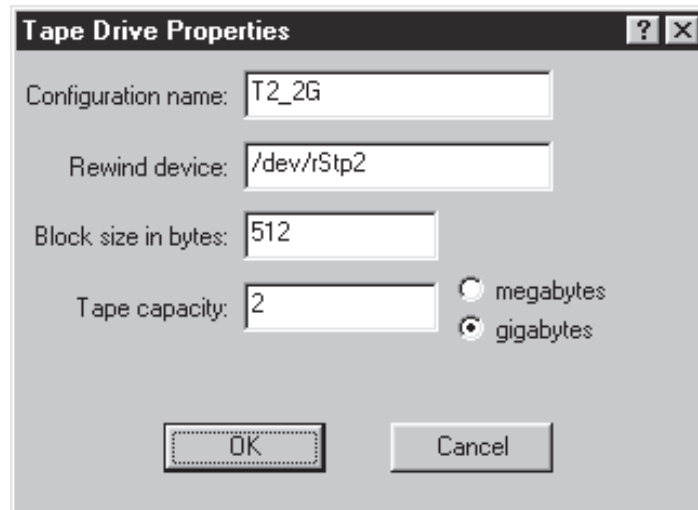 Tape Drive Properties ? X
Configuration name: T2_2G
Rewind device: /dev/rStp2
Block size in bytes: 512
Tape capacity: 2
megabytes
gigabytes
OK Cancel